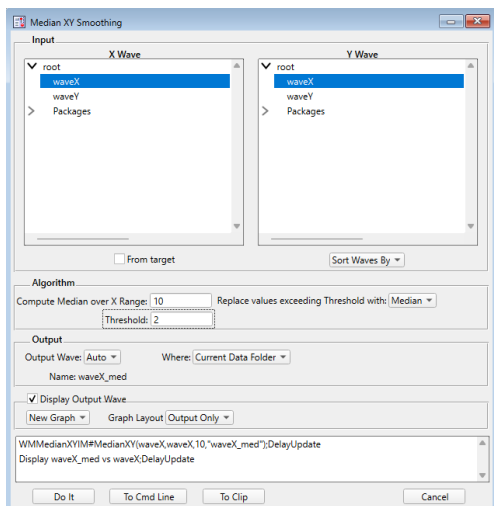 Median XY Smoothing
Input
X Wave
Y Wave
root
waveX
waveY
Packages
root
waveX
waveY
Packages
From target
Sort Waves By
Algorithm
Compute Median over X Range: 10 Replace values exceeding Threshold with: Median
Threshold: 2
Output
Output Wave: Auto Where: Current Data Folder
Name: waveX_med
Display Output Wave
New Graph Graph Layout Output Only
WMMedianXYIM#MedianXY(waveX,waveX,10,"waveX_med");DelayUpdate
Display waveX_med vs waveX;DelayUpdate
Do It To Cmd Line To Clip Cancel